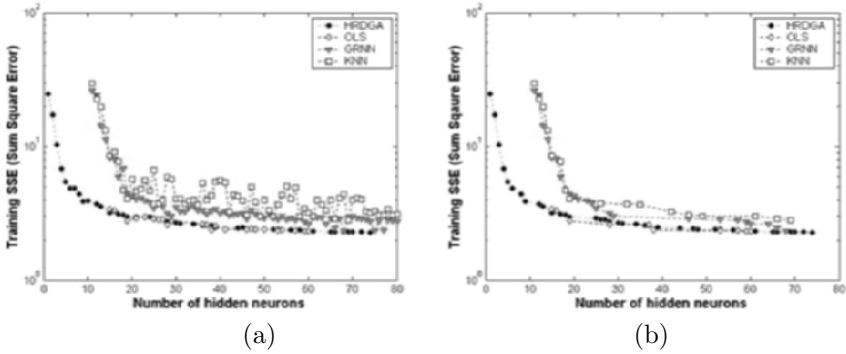 10²
10¹
10⁰
Training SSE (Sum Square Error)
HRDGA
OLS
GRNN
KNN
0 10 20 30 40 50 60 70 80
Number of hidden neurons
(a)
10²
10¹
10⁰
Training SSE (Sum Sqaure Error)
HRDGA
OLS
GRNN
KNN
0 10 20 30 40 50 60 70 80
Number of hidden neurons
(b)